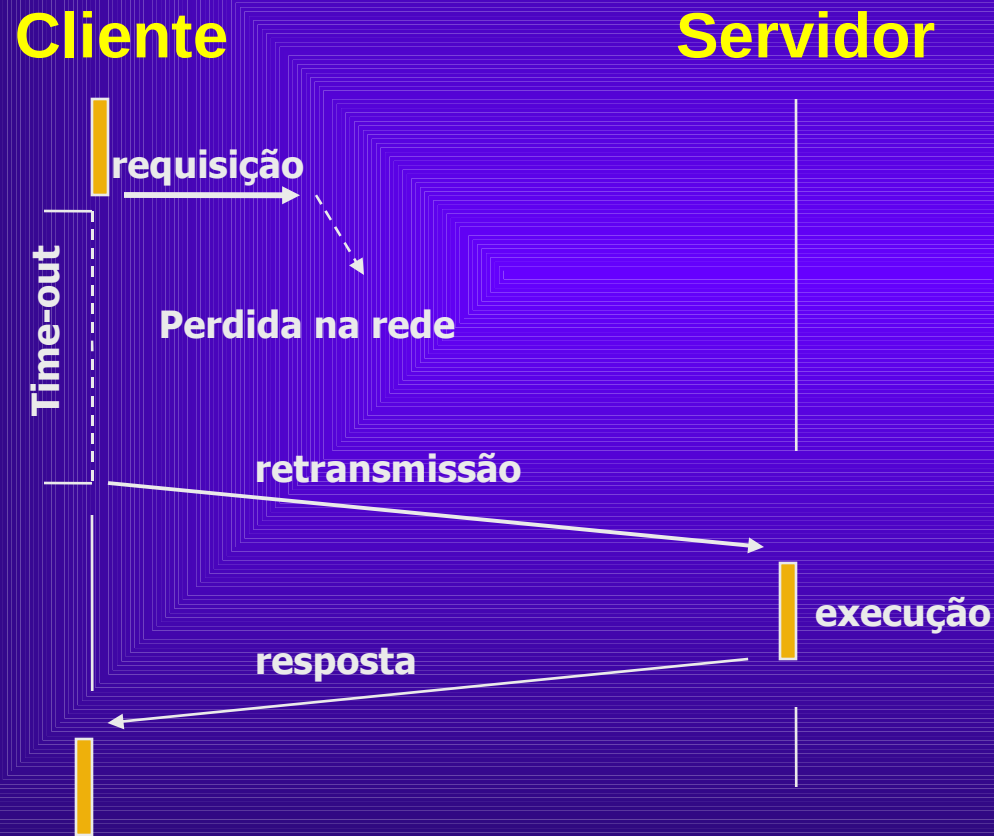 Cliente
Servidor
requisição
Time-out
Perdida na rede
retransmissão
execução
resposta